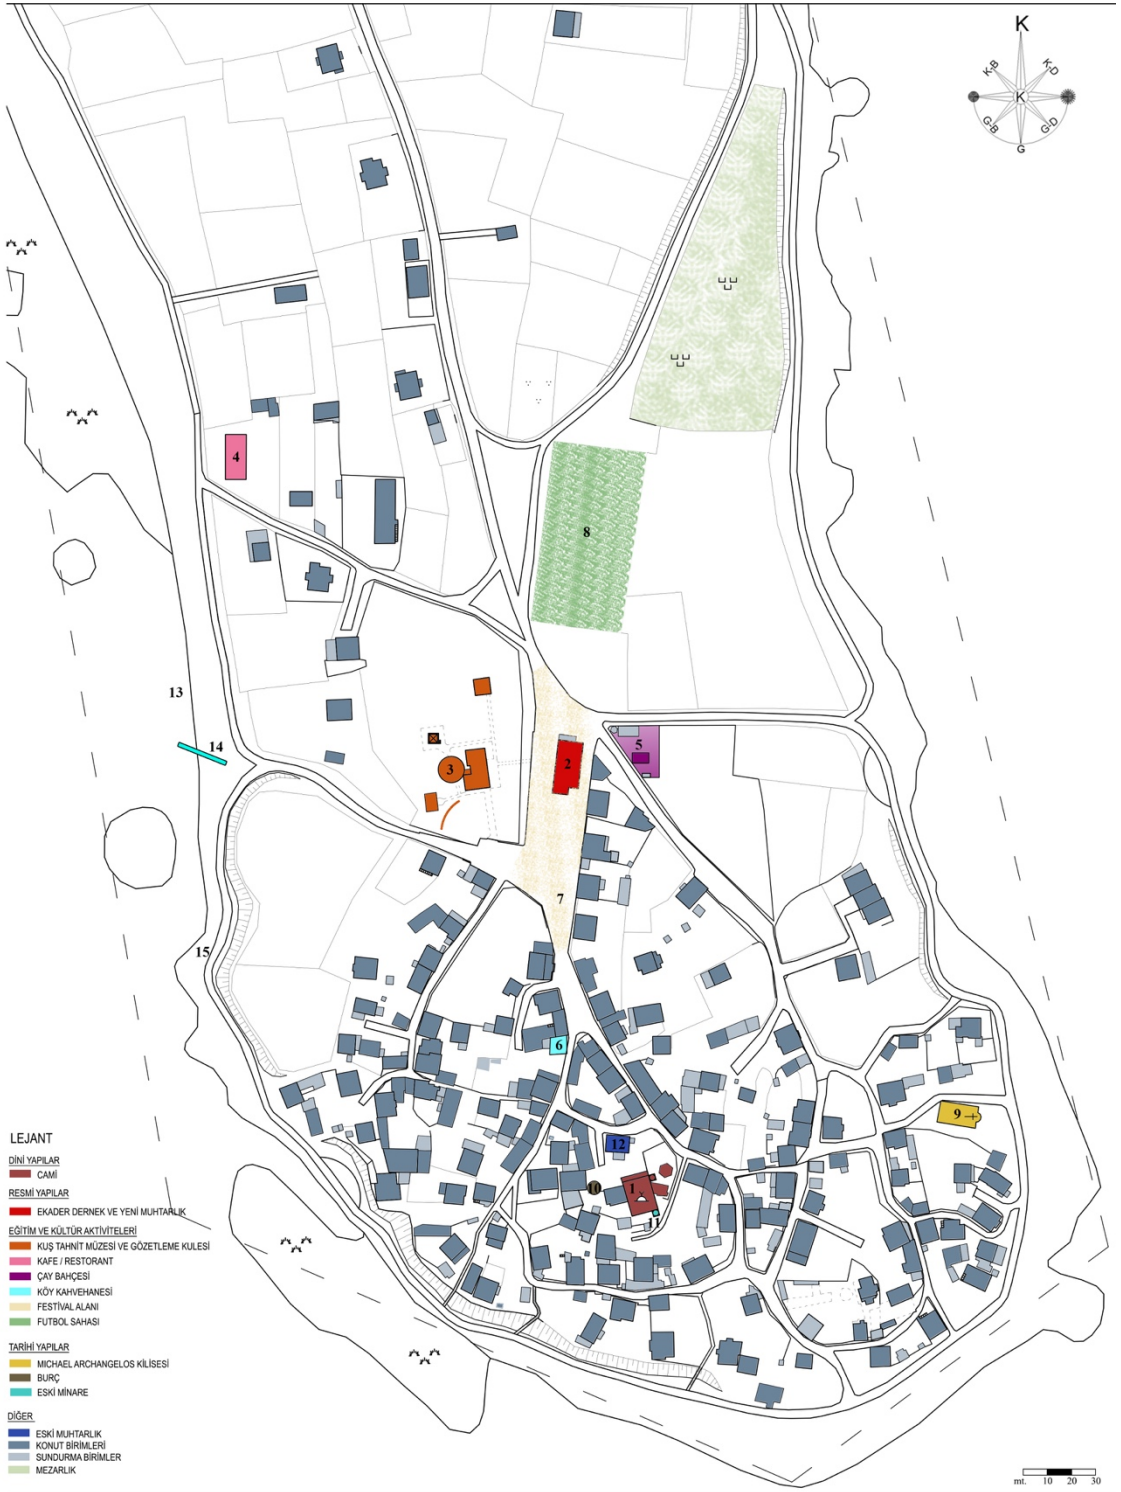 K
K-B
K-D
K
G-B
G-D
G
4
8
13
14
3
2
5
7
15
6
9
12
10
1
11
LEJANT
DİNİ YAPILAR
CAMİ
RESMİ YAPILAR
EKADER DERNEK VE YENİ MUHTARLIK
EĞİTİM VE KÜLTÜR AKTİVİTELERİ
KUŞ TAHNİT MÜZESİ VE GÖZETLEME KULESİ
KAFE / RESTORANT
ÇAY BAHÇESİ
KÖY KAHVEHANESİ
FESTİVAL ALANI
FUTBOL SAHASI
TARİHİ YAPILAR
MICHAEL ARCHANGELOS KİLİSESİ
BURÇ
ESKİ MİNARE
DİĞER
ESKİ MUHTARLIK
KONUT BİRİMLERİ
SUNDURMA BİRİMLER
MEZARLIK
mt. 10 20 30